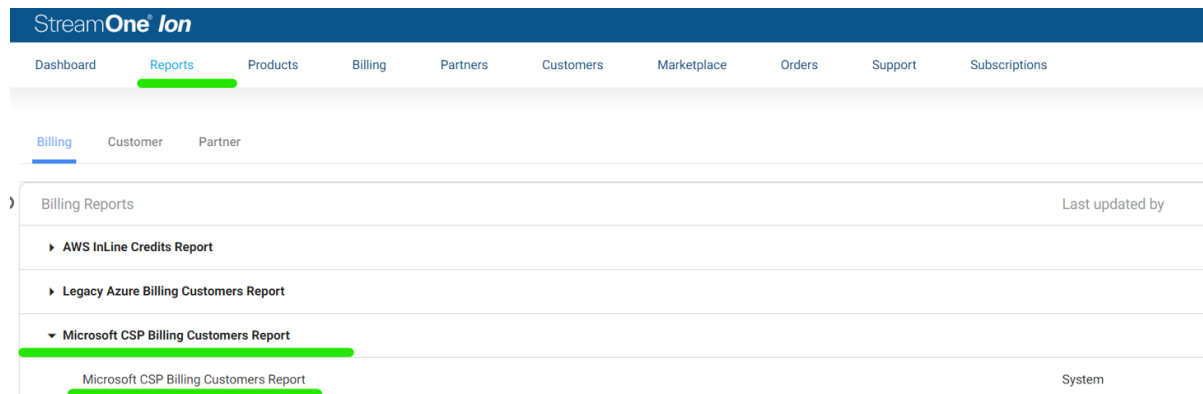 StreamOne® Ion
Dashboard Reports Products Billing Partners Customers Marketplace Orders Support Subscriptions
Billing Customer Partner
Billing Reports Last updated by
AWS InLine Credits Report
Legacy Azure Billing Customers Report
Microsoft CSP Billing Customers Report
Microsoft CSP Billing Customers Report System